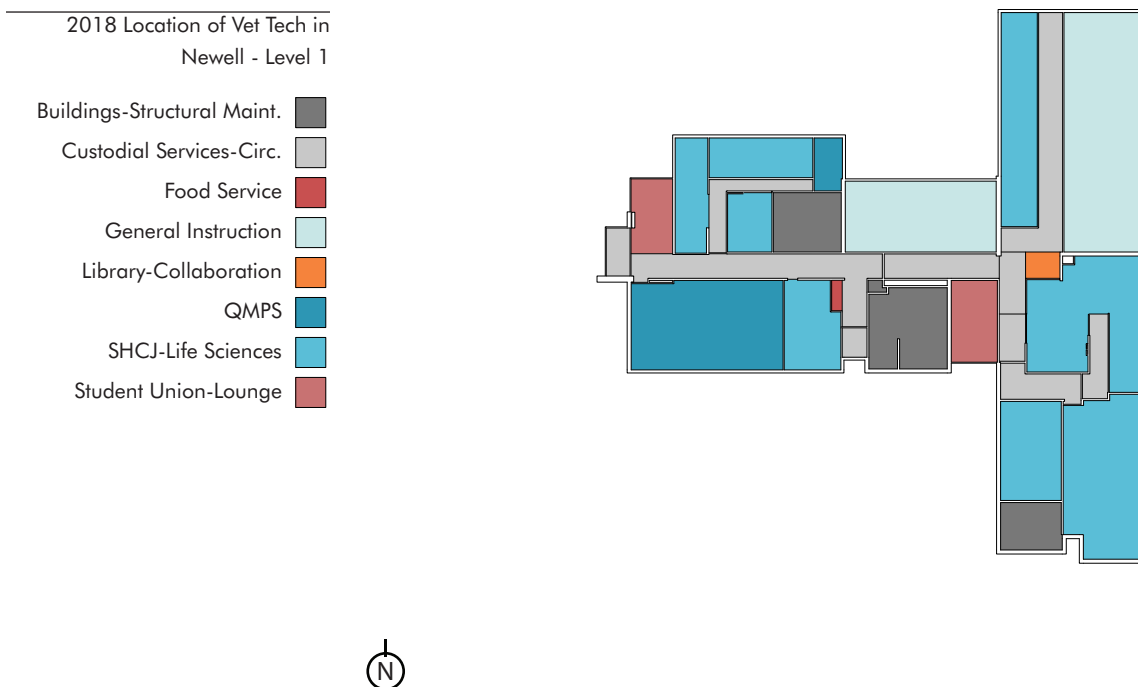 2018 Location of Vet Tech in
Newell - Level 1
Buildings-Structural Maint.
Custodial Services-Circ.
Food Service
General Instruction
Library-Collaboration
QMPS
SHCJ-Life Sciences
Student Union-Lounge
N